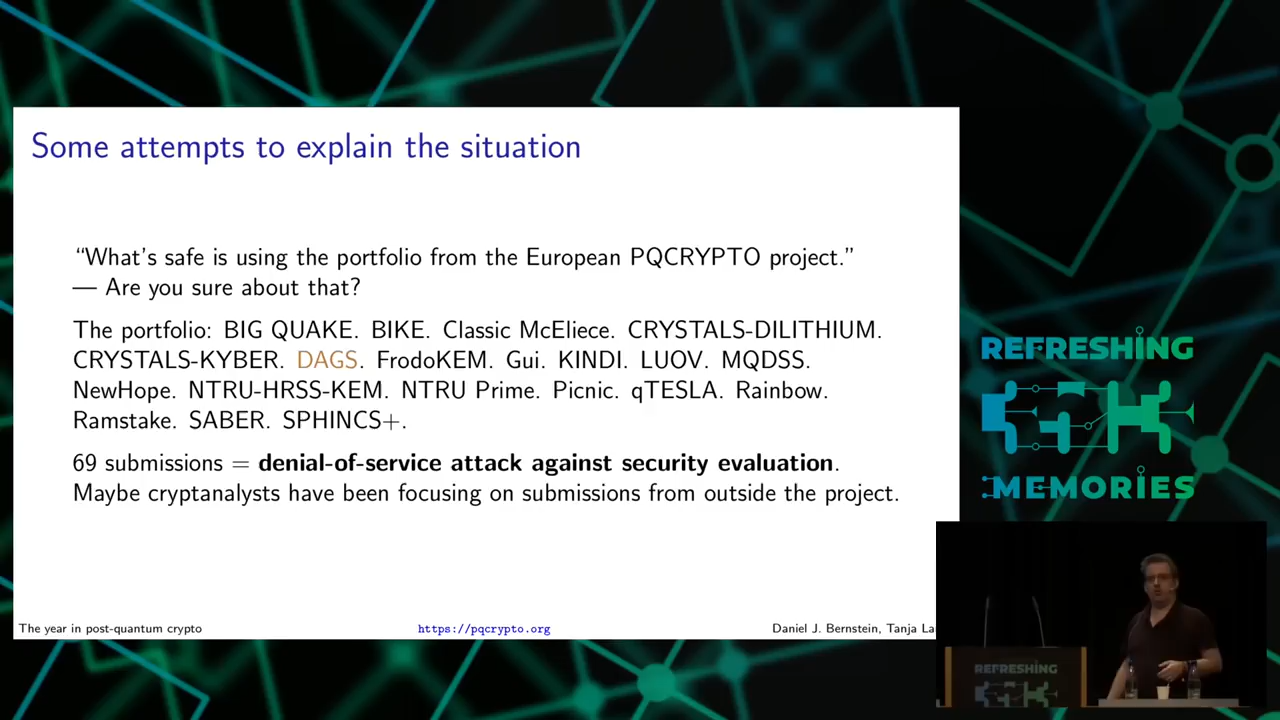 Some attempts to explain the situation
“What’s safe is using the portfolio from the European PQCRYPTO project.”
— Are you sure about that?
The portfolio: BIG QUAKE. BIKE. Classic McEliece. CRYSTALS-DILITHIUM.
CRYSTALS-KYBER. DAGS. FrodoKEM. Gui. KINDI. LUOV. MQDSS.
NewHope. NTRU-HRSS-KEM. NTRU Prime. Picnic. qTESLA. Rainbow.
Ramstake. SABER. SPHINCS+.
69 submissions = denial-of-service attack against security evaluation.
Maybe cryptanalysts have been focusing on submissions from outside the project.
The year in post-quantum crypto
https://pqcrypto.org
Daniel J. Bernstein, Tanja La
REFRESHING
35C3
:MEMORIES
REFRESHING